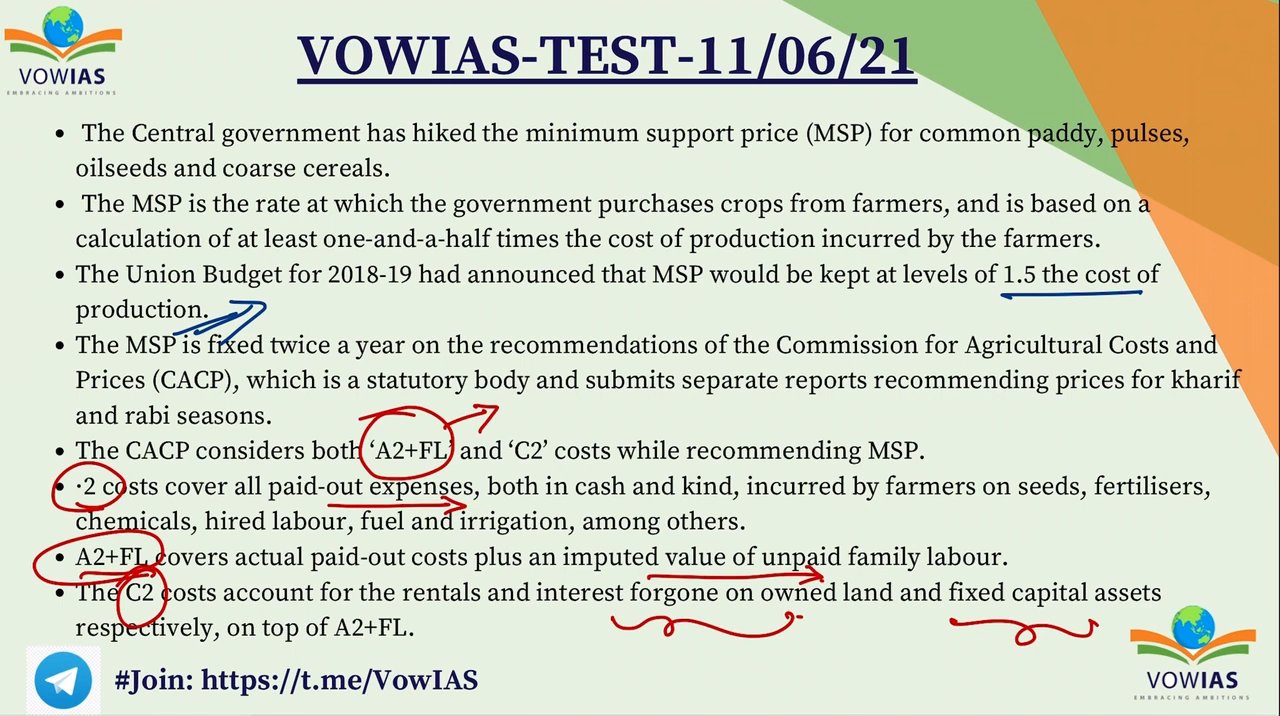 VOWIAS
EMBRACING AMBITIONS
VOWIAS-TEST-11/06/21
• The Central government has hiked the minimum support price (MSP) for common paddy, pulses,
oilseeds and coarse cereals.
• The MSP is the rate at which the government purchases crops from farmers, and is based on a
calculation of at least one-and-a-half times the cost of production incurred by the farmers.
• The Union Budget for 2018-19 had announced that MSP would be kept at levels of 1.5 the cost of
production.
• The MSP is fixed twice a year on the recommendations of the Commission for Agricultural Costs and
Prices (CACP), which is a statutory body and submits separate reports recommending prices for kharif
and rabi seasons.
• The CACP considers both ‘A2+FL’ and ‘C2’ costs while recommending MSP.
• ·2 costs cover all paid-out expenses, both in cash and kind, incurred by farmers on seeds, fertilisers,
chemicals, hired labour, fuel and irrigation, among others.
• A2+FL covers actual paid-out costs plus an imputed value of unpaid family labour.
• The C2 costs account for the rentals and interest forgone on owned land and fixed capital assets
respectively, on top of A2+FL.
#Join: https://t.me/VowIAS
VOWIAS
EMBRACING AMBITIONS